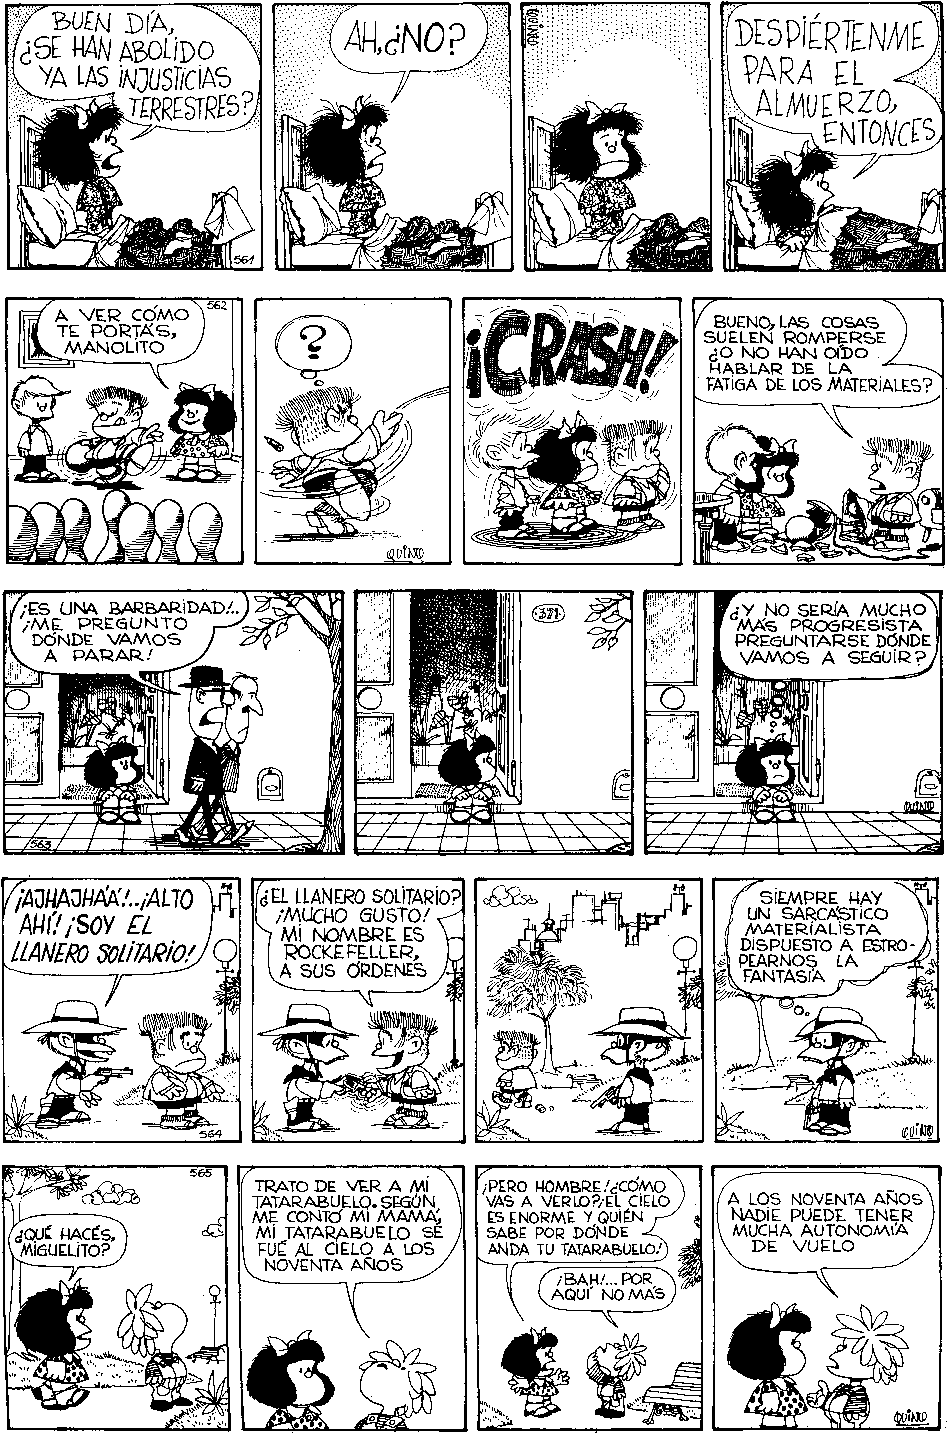 BUEN DÍA,
¿SE HAN ABOLIDO
YA LAS INJUSTICIAS
TERRESTRES?
561
AH, ¿NO?
QUINO
DESPIÉRTENME
PARA EL
ALMUERZO,
ENTONCES
562
A VER CÓMO
TE PORTÁS,
MANOLITO
?
QUINO
¡CRASH!
BUENO, LAS COSAS
SUELEN ROMPERSE
¿O NO HAN OÍDO
HABLAR DE LA
FATIGA DE LOS MATERIALES?
¡ES UNA BARBARIDAD!..
¡ME PREGUNTO
DÓNDE VAMOS
A PARAR!
563
371
¿Y NO SERÍA MUCHO
MÁS PROGRESISTA
PREGUNTARSE DÓNDE
VAMOS A SEGUIR?
QUINO
¡AJHAJHÁÁ!..¡ALTO
AHÍ! ¡SOY EL
LLANERO SOLITARIO!
564
¿EL LLANERO SOLITARIO?
¡MUCHO GUSTO!
MI NOMBRE ES
ROCKEFELLER,
A SUS ÓRDENES
SIEMPRE HAY
UN SARCÁSTICO
MATERIALISTA
DISPUESTO A ESTRO-
PEARNOS LA
FANTASÍA
QUINO
565
¿QUÉ HACÉS,
MIGUELITO?
TRATO DE VER A MI
TATARABUELO. SEGÚN
ME CONTÓ MI MAMÁ,
MI TATARABUELO SE
FUÉ AL CIELO A LOS
NOVENTA AÑOS
¡PERO HOMBRE! ¿CÓMO
VAS A VERLO? ¡EL CIELO
ES ENORME Y QUIÉN
SABE POR DÓNDE
ANDA TU TATARABUELO!
¡BAH!... POR
AQUÍ NO MÁS
A LOS NOVENTA AÑOS
NADIE PUEDE TENER
MUCHA AUTONOMÍA
DE VUELO
QUINO